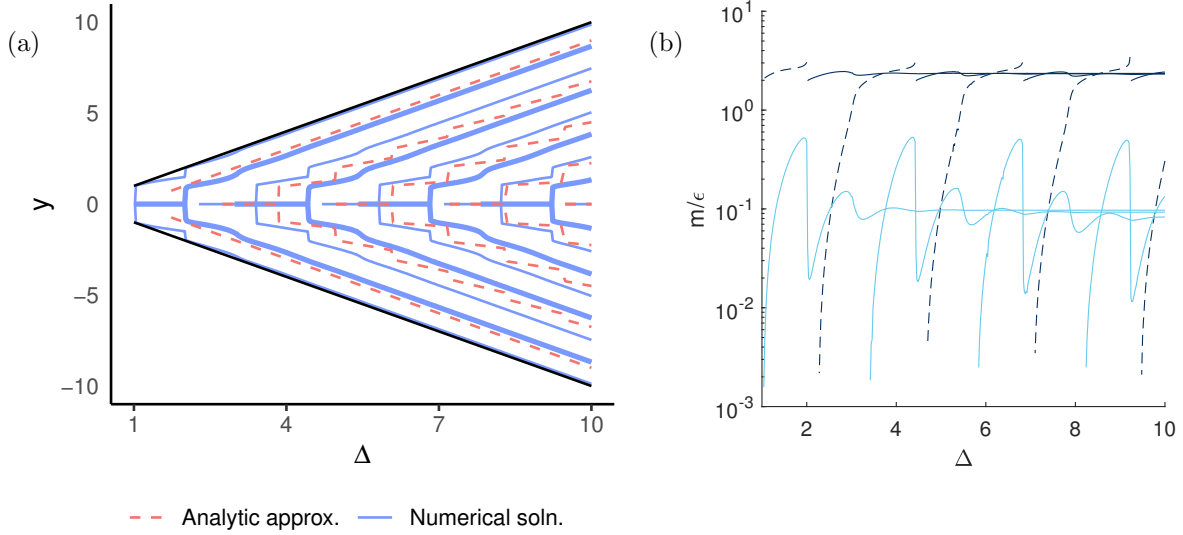 (a)
10
5
0
−5
−10
y
1
4
7
10
Δ
Analytic approx.
Numerical soln.
(b)
10^1
10^0
10^-1
10^-2
10^-3
m/ϵ
2
4
6
8
10
Δ